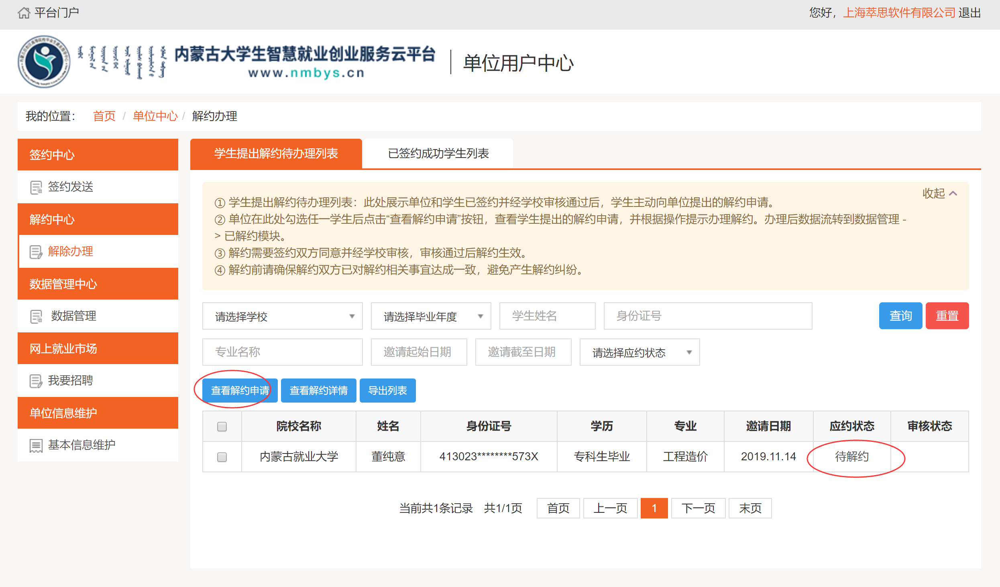 平台门户
您好，上海萃思软件有限公司 退出
内蒙古大学生智慧就业创业服务云平台
www.nmbys.cn
单位用户中心
我的位置： 首页 / 单位中心 / 解约办理
签约中心
签约发送
解约中心
解除办理
数据管理中心
数据管理
网上就业市场
我要招聘
单位信息维护
基本信息维护
学生提出解约待办理列表 已签约成功学生列表
收起
① 学生提出解约待办理列表：此处展示单位和学生已签约并经学校审核通过后，学生主动向单位提出的解约申请。
② 单位在此处勾选任一学生后点击“查看解约申请”按钮，查看学生提出的解约申请，并根据操作提示办理解约。办理后数据流转到数据管理 -
> 已解约模块。
③ 解约需要签约双方同意并经学校审核，审核通过后解约生效。
④ 解约前请确保解约双方已对解约相关事宜达成一致，避免产生解约纠纷。
请选择学校 请选择毕业年度 学生姓名 身份证号 查询 重置
专业名称 邀请起始日期 邀请截至日期 请选择应约状态
查看解约申请 查看解约详情 导出列表
院校名称 姓名 身份证号 学历 专业 邀请日期 应约状态 审核状态
内蒙古就业大学 董纯意 413023********573X 专科生毕业 工程造价 2019.11.14 待解约
当前共1条记录 共1/1页 首页 上一页 1 下一页 末页